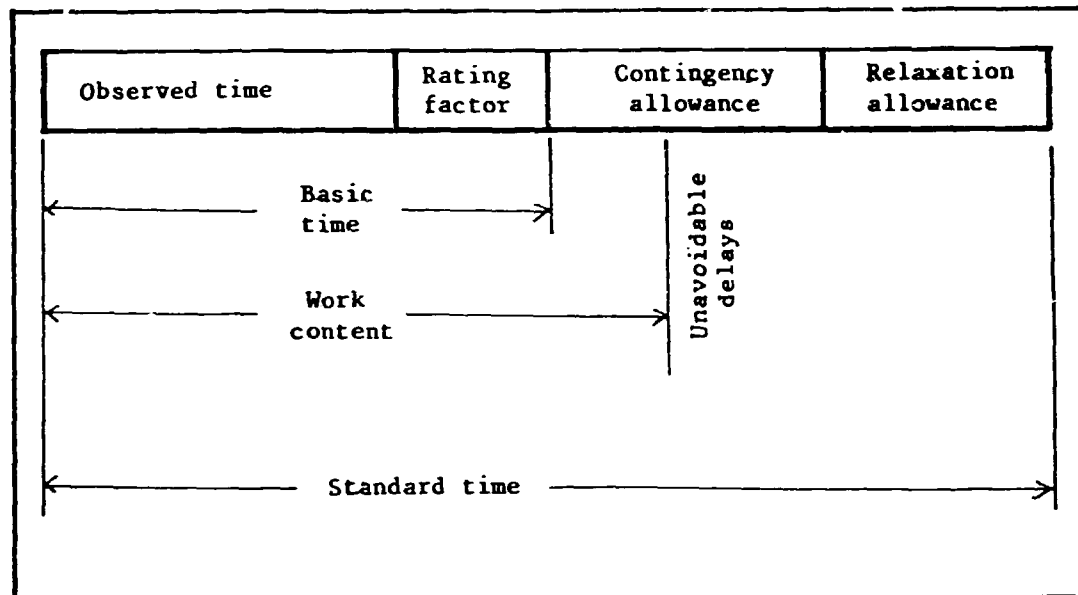 Observed time
Rating
factor
Contingency
allowance
Relaxation
allowance
Basic
time
Unavoidable
delays
Work
content
Standard time